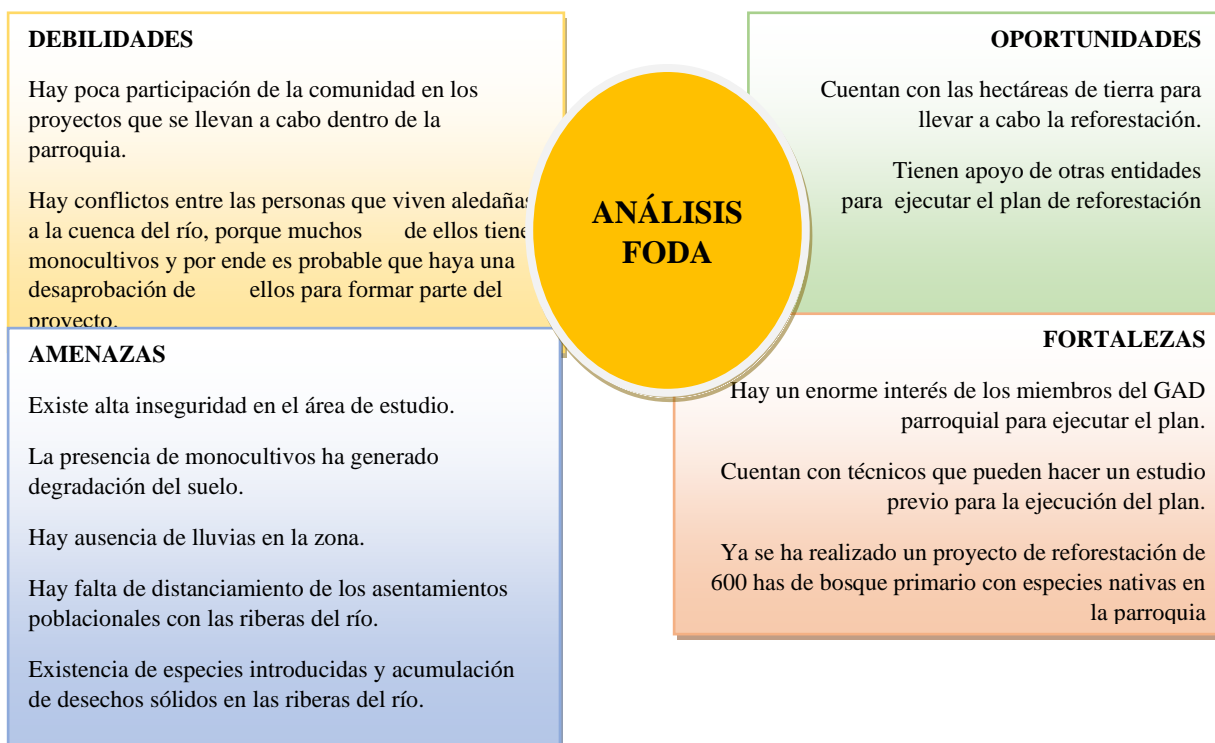 DEBILIDADES
Hay poca participación de la comunidad en los
proyectos que se llevan a cabo dentro de la
parroquia.
Hay conflictos entre las personas que viven aledañas
a la cuenca del río, porque muchos de ellos tiene
monocultivos y por ende es probable que haya una
desaprobación de ellos para formar parte del
proyecto.
OPORTUNIDADES
Cuentan con las hectáreas de tierra para
llevar a cabo la reforestación.
Tienen apoyo de otras entidades
para ejecutar el plan de reforestación
ANÁLISIS
FODA
AMENAZAS
Existe alta inseguridad en el área de estudio.
La presencia de monocultivos ha generado
degradación del suelo.
Hay ausencia de lluvias en la zona.
Hay falta de distanciamiento de los asentamientos
poblacionales con las riberas del río.
Existencia de especies introducidas y acumulación
de desechos sólidos en las riberas del río.
FORTALEZAS
Hay un enorme interés de los miembros del GAD
parroquial para ejecutar el plan.
Cuentan con técnicos que pueden hacer un estudio
previo para la ejecución del plan.
Ya se ha realizado un proyecto de reforestación de
600 has de bosque primario con especies nativas en
la parroquia